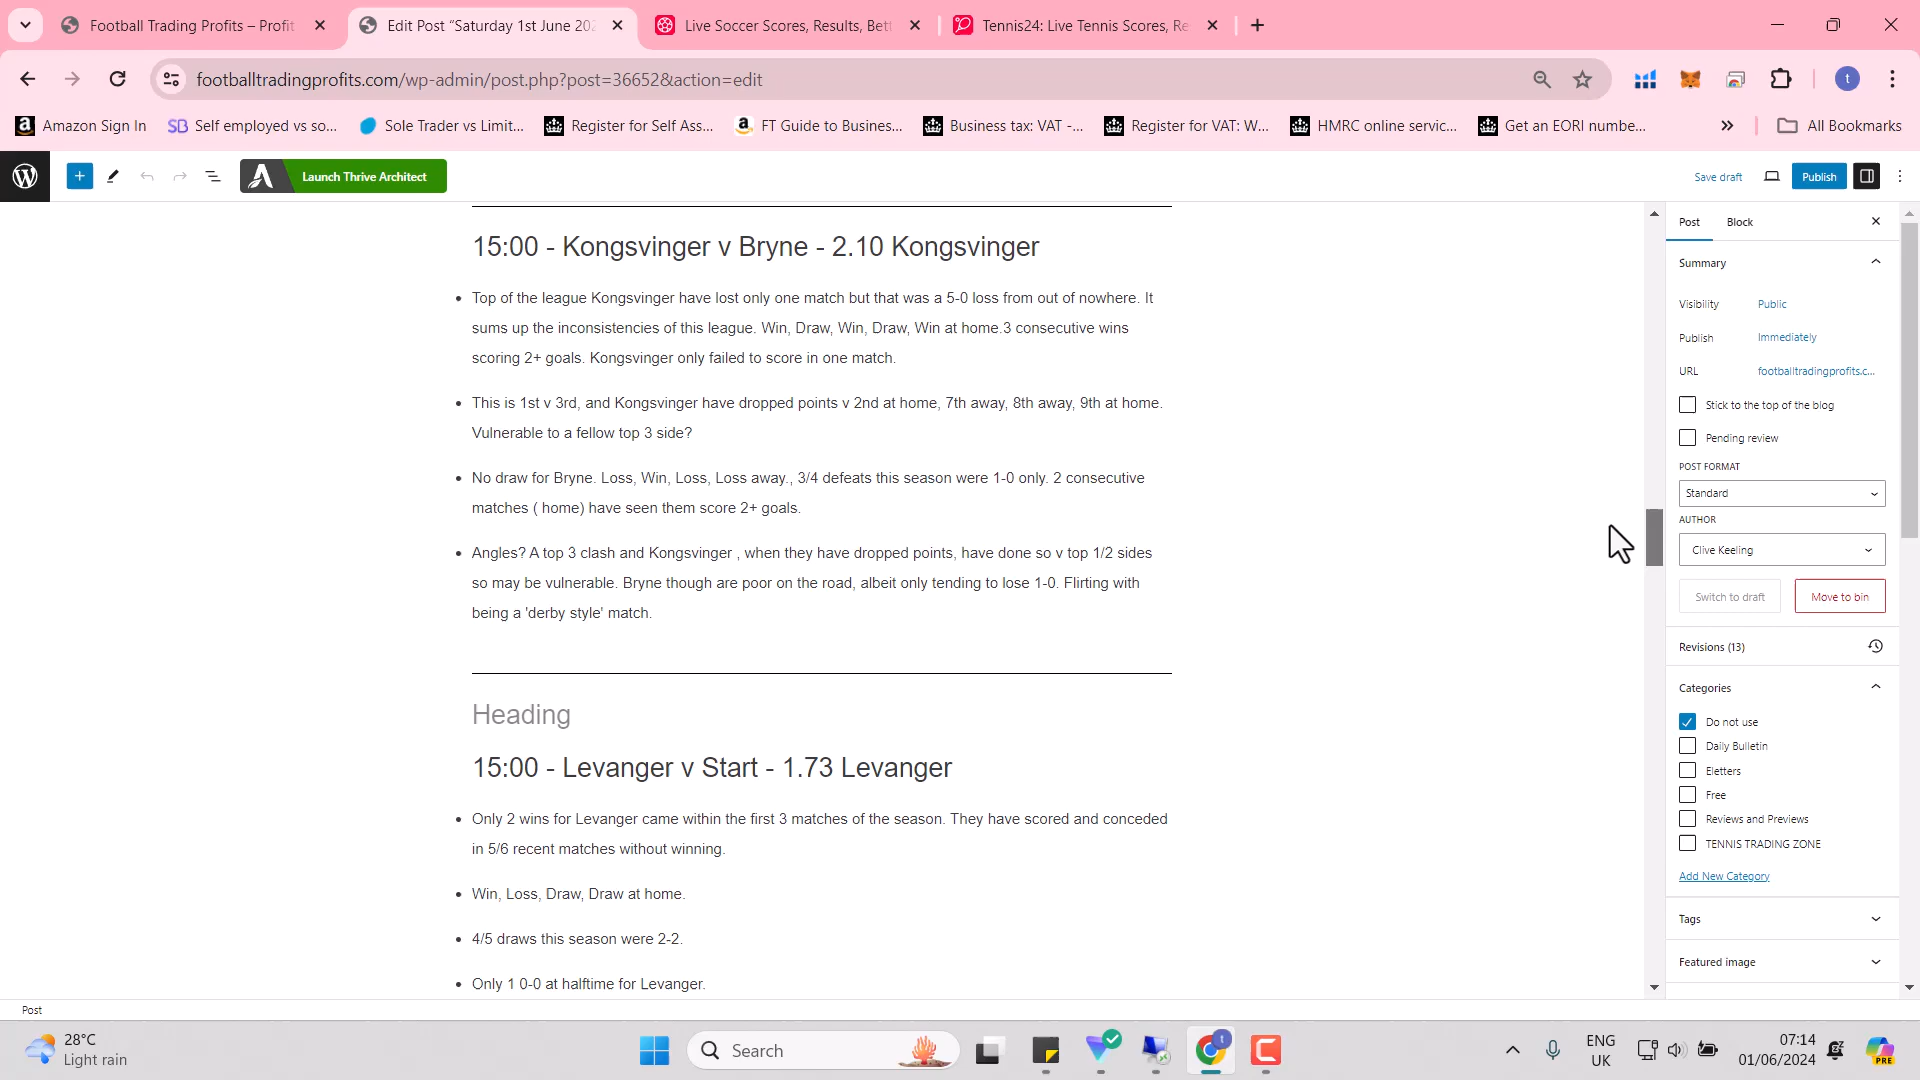 Football Trading Profits – Profit
Edit Post “Saturday 1st June 202
Live Soccer Scores, Results, Bett
Tennis24: Live Tennis Scores, Re
footballtradingprofits.com/wp-admin/post.php?post=36652&action=edit
t
Amazon Sign In
Self employed vs so...
Sole Trader vs Limit...
Register for Self Ass...
FT Guide to Busines...
Business tax: VAT -...
Register for VAT: W...
HMRC online servic...
Get an EORI numbe...
All Bookmarks
Launch Thrive Architect
Save draft
Publish
15:00 - Kongsvinger v Bryne - 2.10 Kongsvinger
Top of the league Kongsvinger have lost only one match but that was a 5-0 loss from out of nowhere. It
sums up the inconsistencies of this league. Win, Draw, Win, Draw, Win at home.3 consecutive wins
scoring 2+ goals. Kongsvinger only failed to score in one match.
This is 1st v 3rd, and Kongsvinger have dropped points v 2nd at home, 7th away, 8th away, 9th at home.
Vulnerable to a fellow top 3 side?
No draw for Bryne. Loss, Win, Loss, Loss away., 3/4 defeats this season were 1-0 only. 2 consecutive
matches ( home) have seen them score 2+ goals.
Angles? A top 3 clash and Kongsvinger , when they have dropped points, have done so v top 1/2 sides
so may be vulnerable. Bryne though are poor on the road, albeit only tending to lose 1-0. Flirting with
being a 'derby style' match.
Heading
15:00 - Levanger v Start - 1.73 Levanger
Only 2 wins for Levanger came within the first 3 matches of the season. They have scored and conceded
in 5/6 recent matches without winning.
Win, Loss, Draw, Draw at home.
4/5 draws this season were 2-2.
Only 1 0-0 at halftime for Levanger.
Post
Block
Summary
Visibility
Public
Publish
Immediately
URL
footballtradingprofits.c...
Stick to the top of the blog
Pending review
POST FORMAT
Standard
AUTHOR
Clive Keeling
Switch to draft
Move to bin
Revisions (13)
Categories
Do not use
Daily Bulletin
Eletters
Free
Reviews and Previews
TENNIS TRADING ZONE
Add New Category
Tags
Featured image
Post
28°C
Light rain
Search
ENG
UK
07:14
01/06/2024
PRE